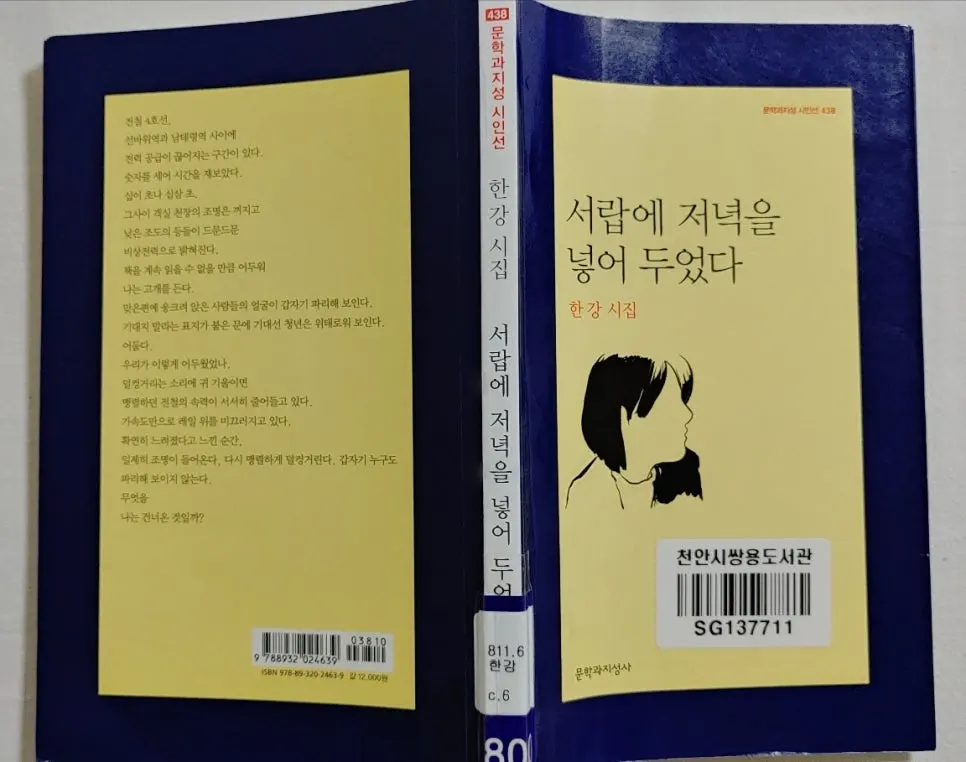 전철 4호선,
선바위역과 남태령역 사이에
전력 공급이 끊어지는 구간이 있다.
숫자를 세어 시간을 재보았다.
십이 초나 십삼 초.
그사이 객실 천장의 조명은 꺼지고
낮은 조도의 등들이 드문드문
비상전력으로 밝혀진다.
책을 계속 읽을 수 없을 만큼 어두워
나는 고개를 든다.
맞은편에 웅크려 앉은 사람들의 얼굴이 갑자기 파리해 보인다.
기대지 말라는 표지가 붙은 문에 기대선 청년은 위태로워 보인다.
어둡다.
우리가 이렇게 어두웠었나.
덜컹거리는 소리에 귀 기울이면
맹렬하던 전철의 속력이 서서히 줄어들고 있다.
가속도만으로 레일 위를 미끄러지고 있다.
확연히 느려졌다고 느낀 순간,
일제히 조명이 들어온다, 다시 맹렬하게 덜컹거린다. 갑자기 누구도
파리해 보이지 않는다.
무엇을
나는 건너온 것일까?
03810
9 788932 024639
ISBN 978-89-320-2463-9 값 12,000원
438 문학과지성 시인선
한강 시집
서랍에 저녁을 넣어 두었
811.6
한강
c.6
80
문학과지성 시인선 438
서랍에 저녁을
넣어 두었다
한강 시집
천안시쌍용도서관
SG137711
문학과지성사